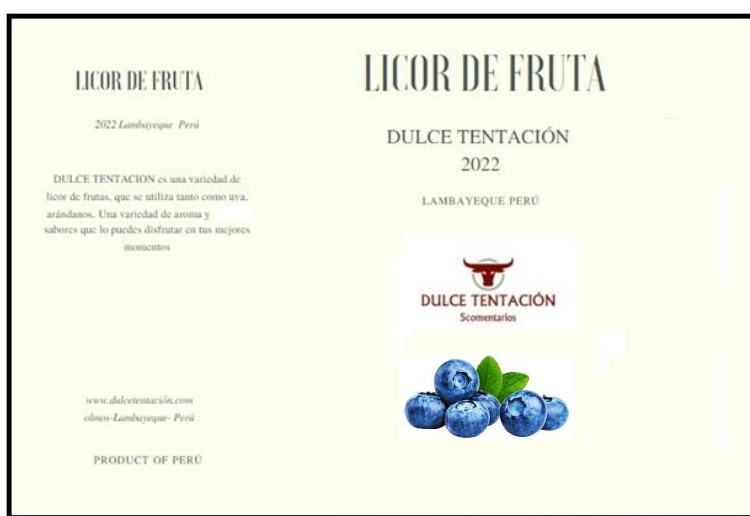 LICOR DE FRUTA
2022 Lambayeque Perú
DULCE TENTACION es una variedad de
licor de frutas, que se utiliza tanto como uva,
arándanos. Una variedad de aroma y
sabores que lo puedes disfrutar en tus mejores
momentos
www.dulcetentación.com
olmos-Lambayeque- Perú
PRODUCT OF PERÚ
LICOR DE FRUTA
DULCE TENTACIÓN
2022
LAMBAYEQUE PERÚ
DULCE TENTACIÓN
5comentarios